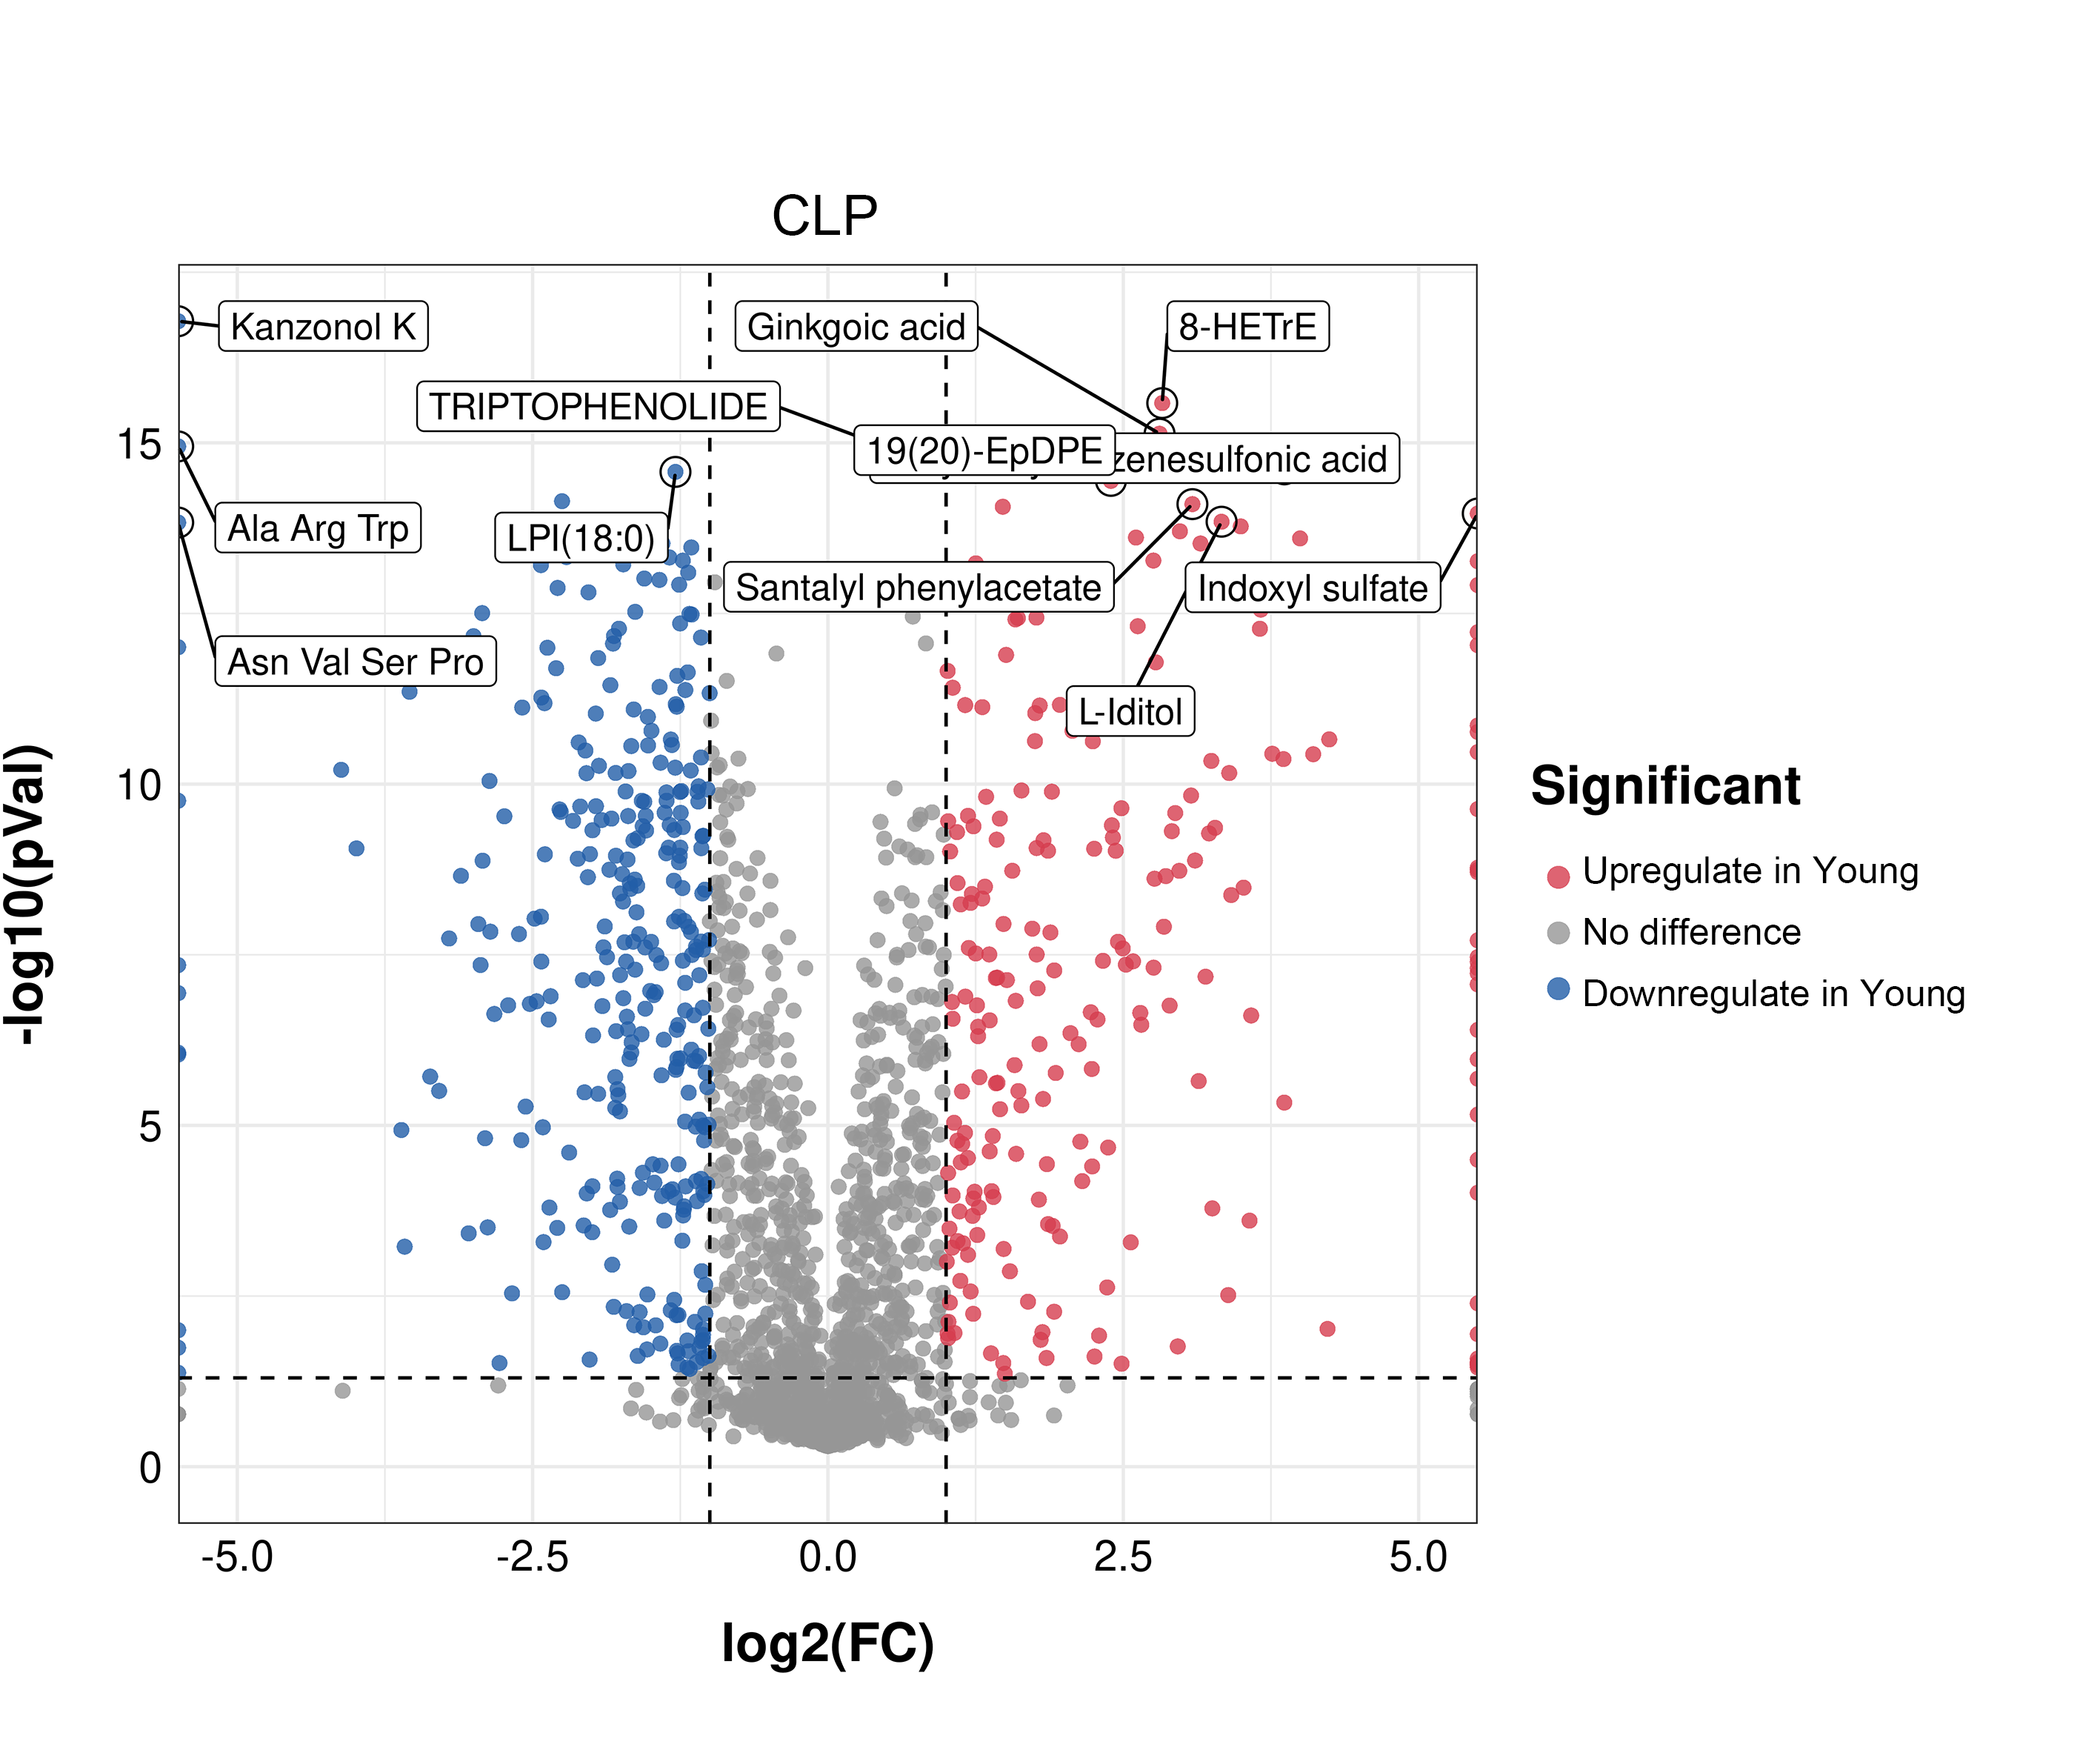 CLP
Kanzonol K
Ginkgoic acid
8-HETrE
TRIPTOPHENOLIDE
19(20)-EpDPE
zenesulfonic acid
Ala Arg Trp
LPI(18:0)
Santalyl phenylacetate
Indoxyl sulfate
Asn Val Ser Pro
L-Iditol
15
10
5
0
-log10(pVal)
-5.0
-2.5
0.0
2.5
5.0
log2(FC)
Significant
Upregulate in Young
No difference
Downregulate in Young